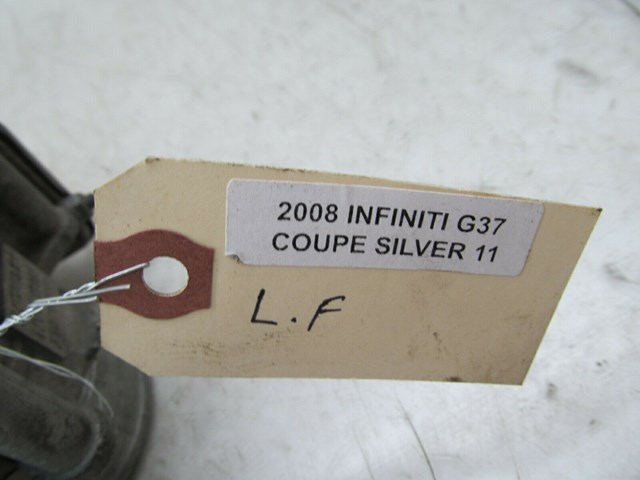 2008 INFINITI G37
COUPE SILVER 11
L.F